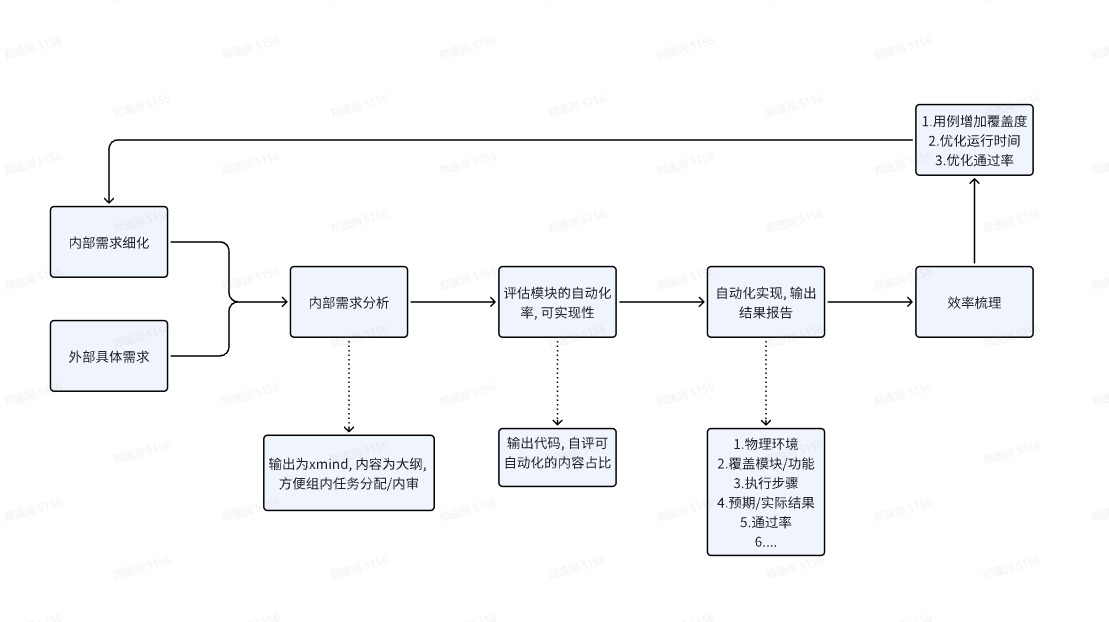 1.用例增加覆盖度
2.优化运行时间
3.优化通过率
内部需求细化
外部具体需求
内部需求分析
评估模块的自动化
率, 可实现性
自动化实现, 输出
结果报告
效率梳理
输出为xmind, 内容为大纲,
方便组内任务分配/内审
输出代码, 自评可
自动化的内容占比
1.物理环境
2.覆盖模块/功能
3.执行步骤
4.预期/实际结果
5.通过率
6....